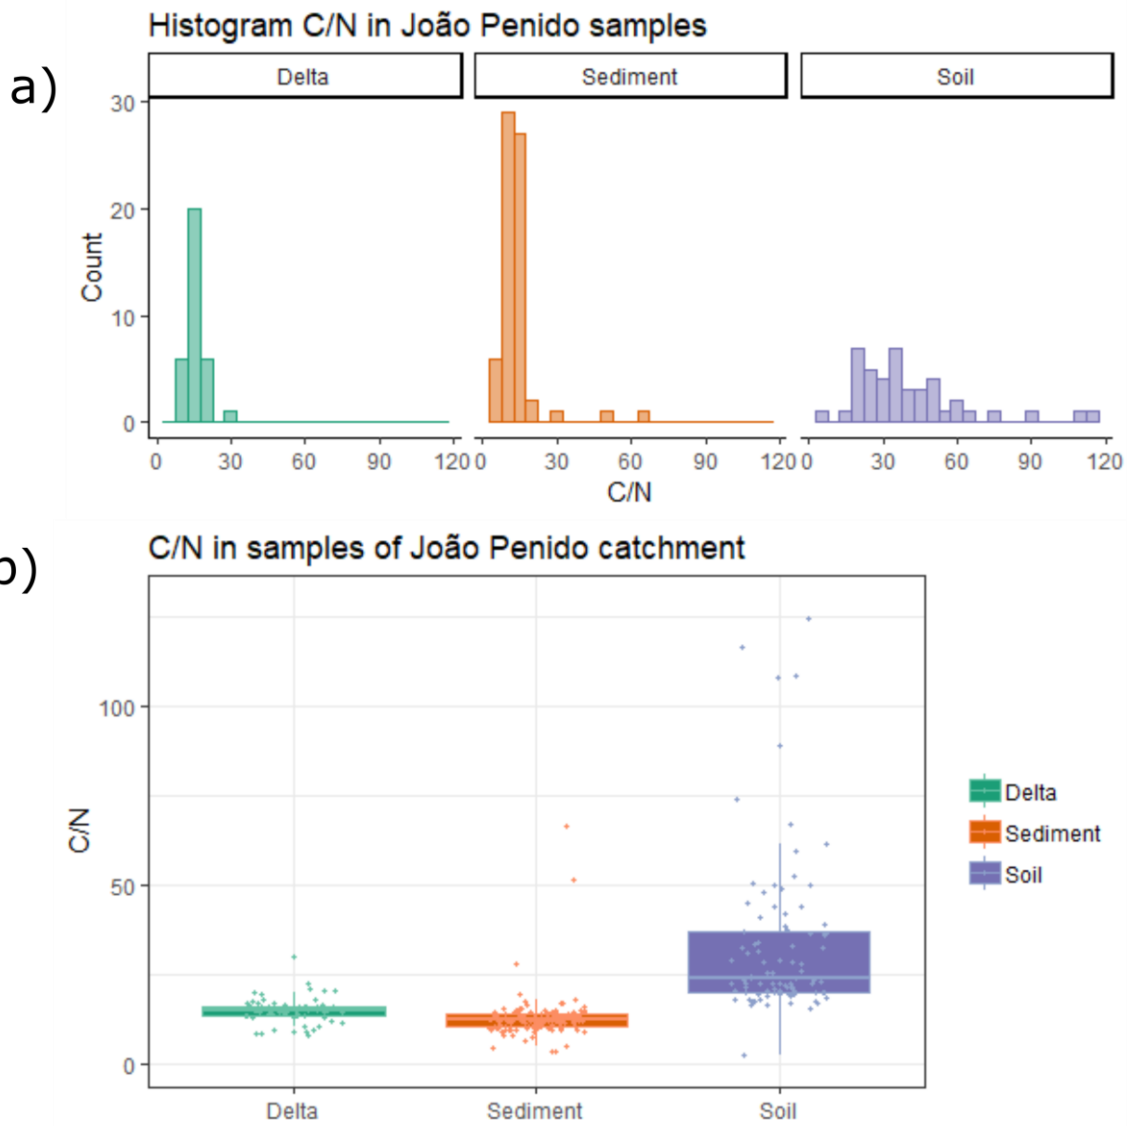 Histogram C/N in João Penido samples
a)
Delta Sediment Soil
30
20
10
0
Count
0 30 60 90 120 0 30 60 90 120 0 30 60 90 120
C/N
C/N in samples of João Penido catchment
b)
100
50
0
C/N
Delta
Sediment
Soil
Delta Sediment Soil